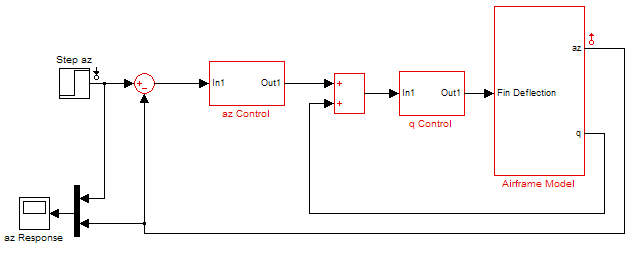 Step az
az
In1 Out1
In1 Out1
Fin Deflection
az Control
q Control
q
Airframe Model
az Response